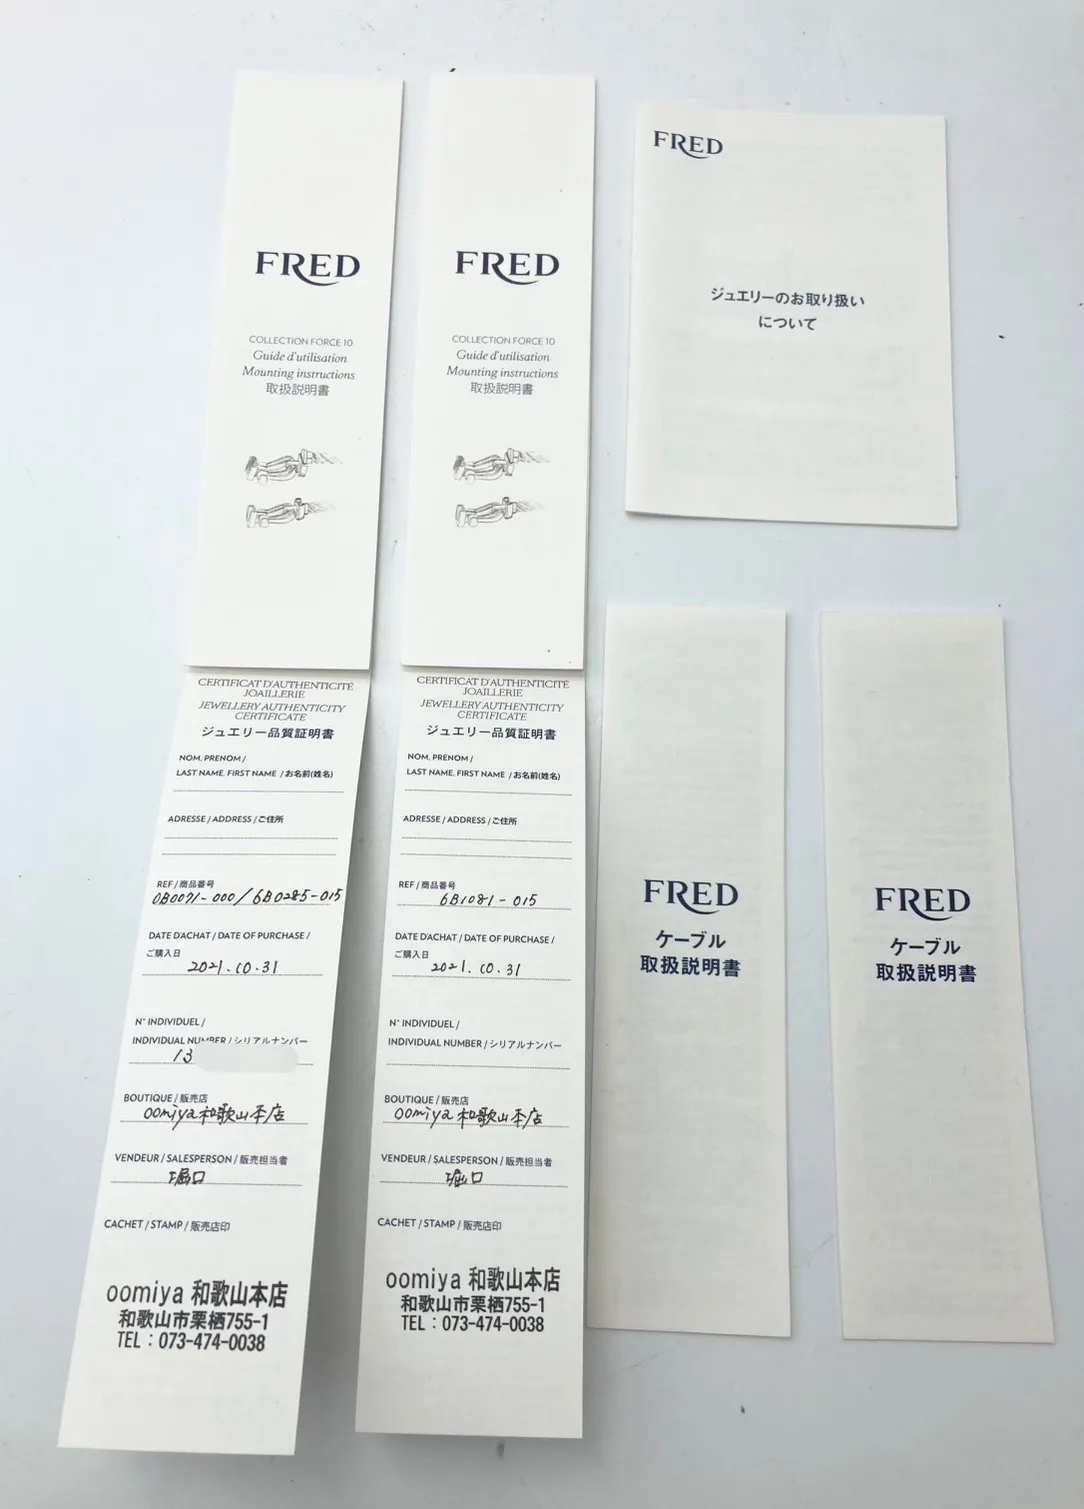 FRED
COLLECTION FORCE 10
Guide d'utilisation
Mounting instructions
取扱説明書
CERTIFICAT D'AUTHENTICITÉ
JOAILLERIE
JEWELLERY AUTHENTICITY
CERTIFICATE
ジュエリー品質証明書
NOM, PRENOM /
LAST NAME, FIRST NAME / お名前(姓名)
ADRESSE / ADDRESS / ご住所
REF / 商品番号
0B0071-000 / 6B0285-015
DATE D'ACHAT / DATE OF PURCHASE /
ご購入日
2021.10.31
N° INDIVIDUEL /
INDIVIDUAL NUMBER / シリアルナンバー
13
BOUTIQUE / 販売店
oomiya 和歌山本店
VENDEUR / SALESPERSON / 販売担当者
堀口
CACHET / STAMP / 販売店印
oomiya 和歌山本店
和歌山市栗栖755-1
TEL：073-474-0038
FRED
COLLECTION FORCE 10
Guide d'utilisation
Mounting instructions
取扱説明書
CERTIFICAT D'AUTHENTICITÉ
JOAILLERIE
JEWELLERY AUTHENTICITY
CERTIFICATE
ジュエリー品質証明書
NOM, PRENOM /
LAST NAME, FIRST NAME / お名前(姓名)
ADRESSE / ADDRESS / ご住所
REF / 商品番号
6B1081-015
DATE D'ACHAT / DATE OF PURCHASE /
ご購入日
2021.10.31
N° INDIVIDUEL /
INDIVIDUAL NUMBER / シリアルナンバー
BOUTIQUE / 販売店
oomiya 和歌山本店
VENDEUR / SALESPERSON / 販売担当者
堀口
CACHET / STAMP / 販売店印
oomiya 和歌山本店
和歌山市栗栖755-1
TEL：073-474-0038
FRED
ジュエリーのお取り扱い
について
FRED
ケーブル
取扱説明書
FRED
ケーブル
取扱説明書